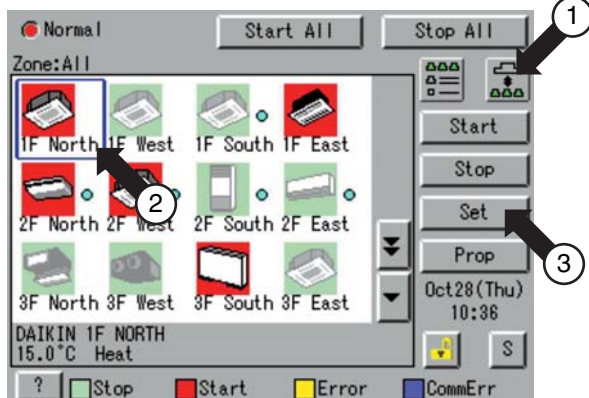 Normal
Start All
Stop All
1
Zone:All
1F North 1F West 1F South 1F East
Start
Stop
2
2F North 2F West 2F South 2F East
Set
Prop
3
3F North 3F West 3F South 3F East
Oct28(Thu)
10:36
DAIKIN 1F NORTH
15.0°C Heat
S
? Stop Start Error CommErr